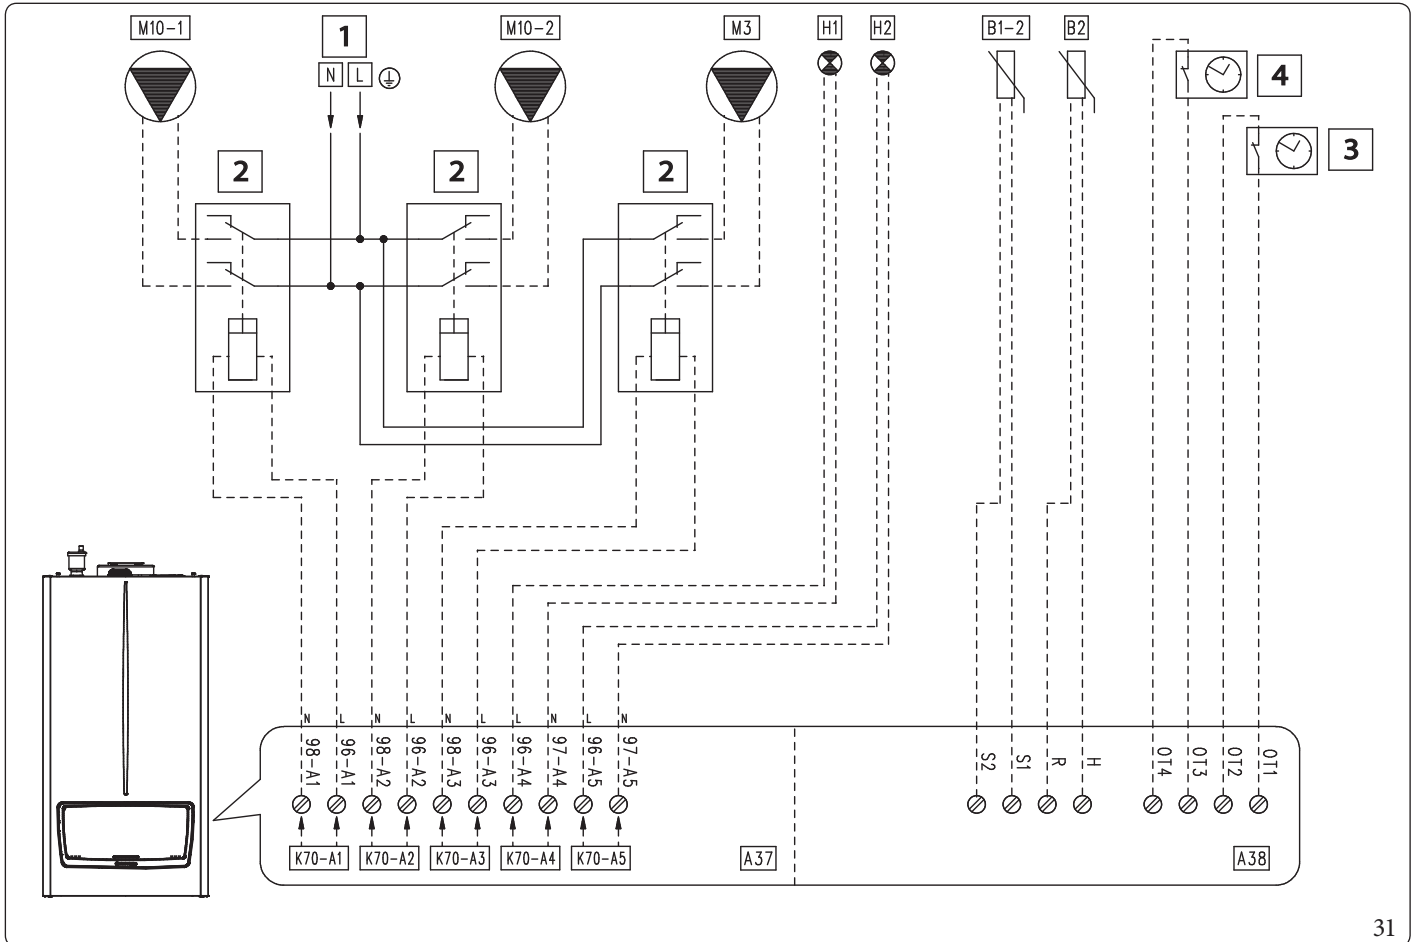 M10-1
1
M10-2
M3
H1
H2
B1-2
B2
N
L
4
3
2
2
2
N
L
N
L
N
L
L
N
L
N
98-A1
96-A1
98-A2
96-A2
98-A3
96-A3
96-A4
97-A4
96-A5
97-A5
S2
S1
R
H
OT4
OT3
OT2
OT1
K70-A1
K70-A2
K70-A3
K70-A4
K70-A5
A37
A38
31